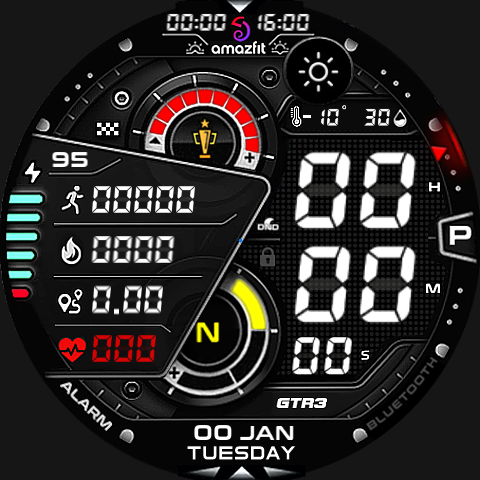 00:00 16:00
amazfit
-10° 30
95
00000
0000
0.00
000
00 H
DND
00 M
00 S
P
N
GTR3
ALARM
BLUETOOTH
00 JAN
TUESDAY